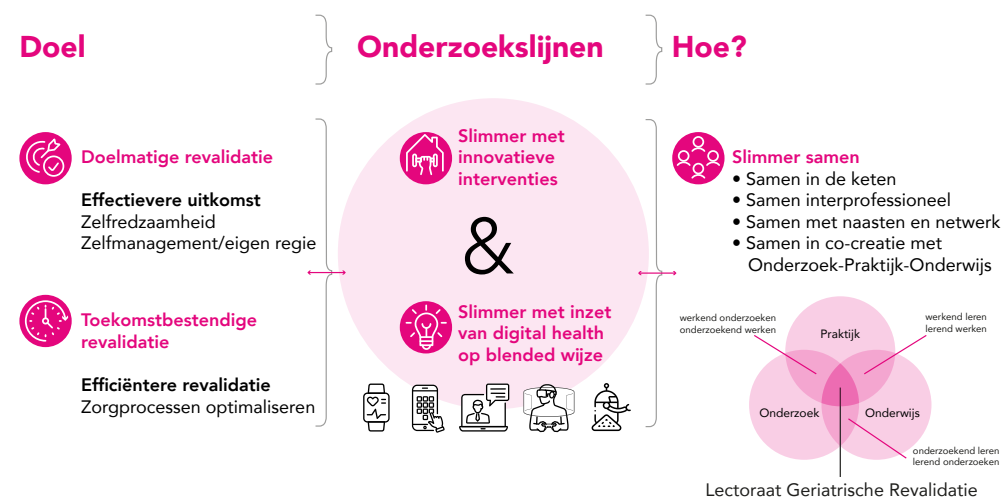 Doel
Onderzoekslijnen
Hoe?
Doelmatige revalidatie
Effectievere uitkomst
Zelfredzaamheid
Zelfmanagement/eigen regie
Toekomstbestendige
revalidatie
Efficiëntere revalidatie
Zorgprocessen optimaliseren
Slimmer met
innovatieve
interventies
&
Slimmer met inzet
van digital health
op blended wijze
Slimmer samen
• Samen in de keten
• Samen interprofessioneel
• Samen met naasten en netwerk
• Samen in co-creatie met
Onderzoek-Praktijk-Onderwijs
werkend onderzoeken
onderzoekend werken
werkend leren
lerend werken
Praktijk
Onderzoek
Onderwijs
onderzoekend leren
lerend onderzoeken
Lectoraat Geriatrische Revalidatie